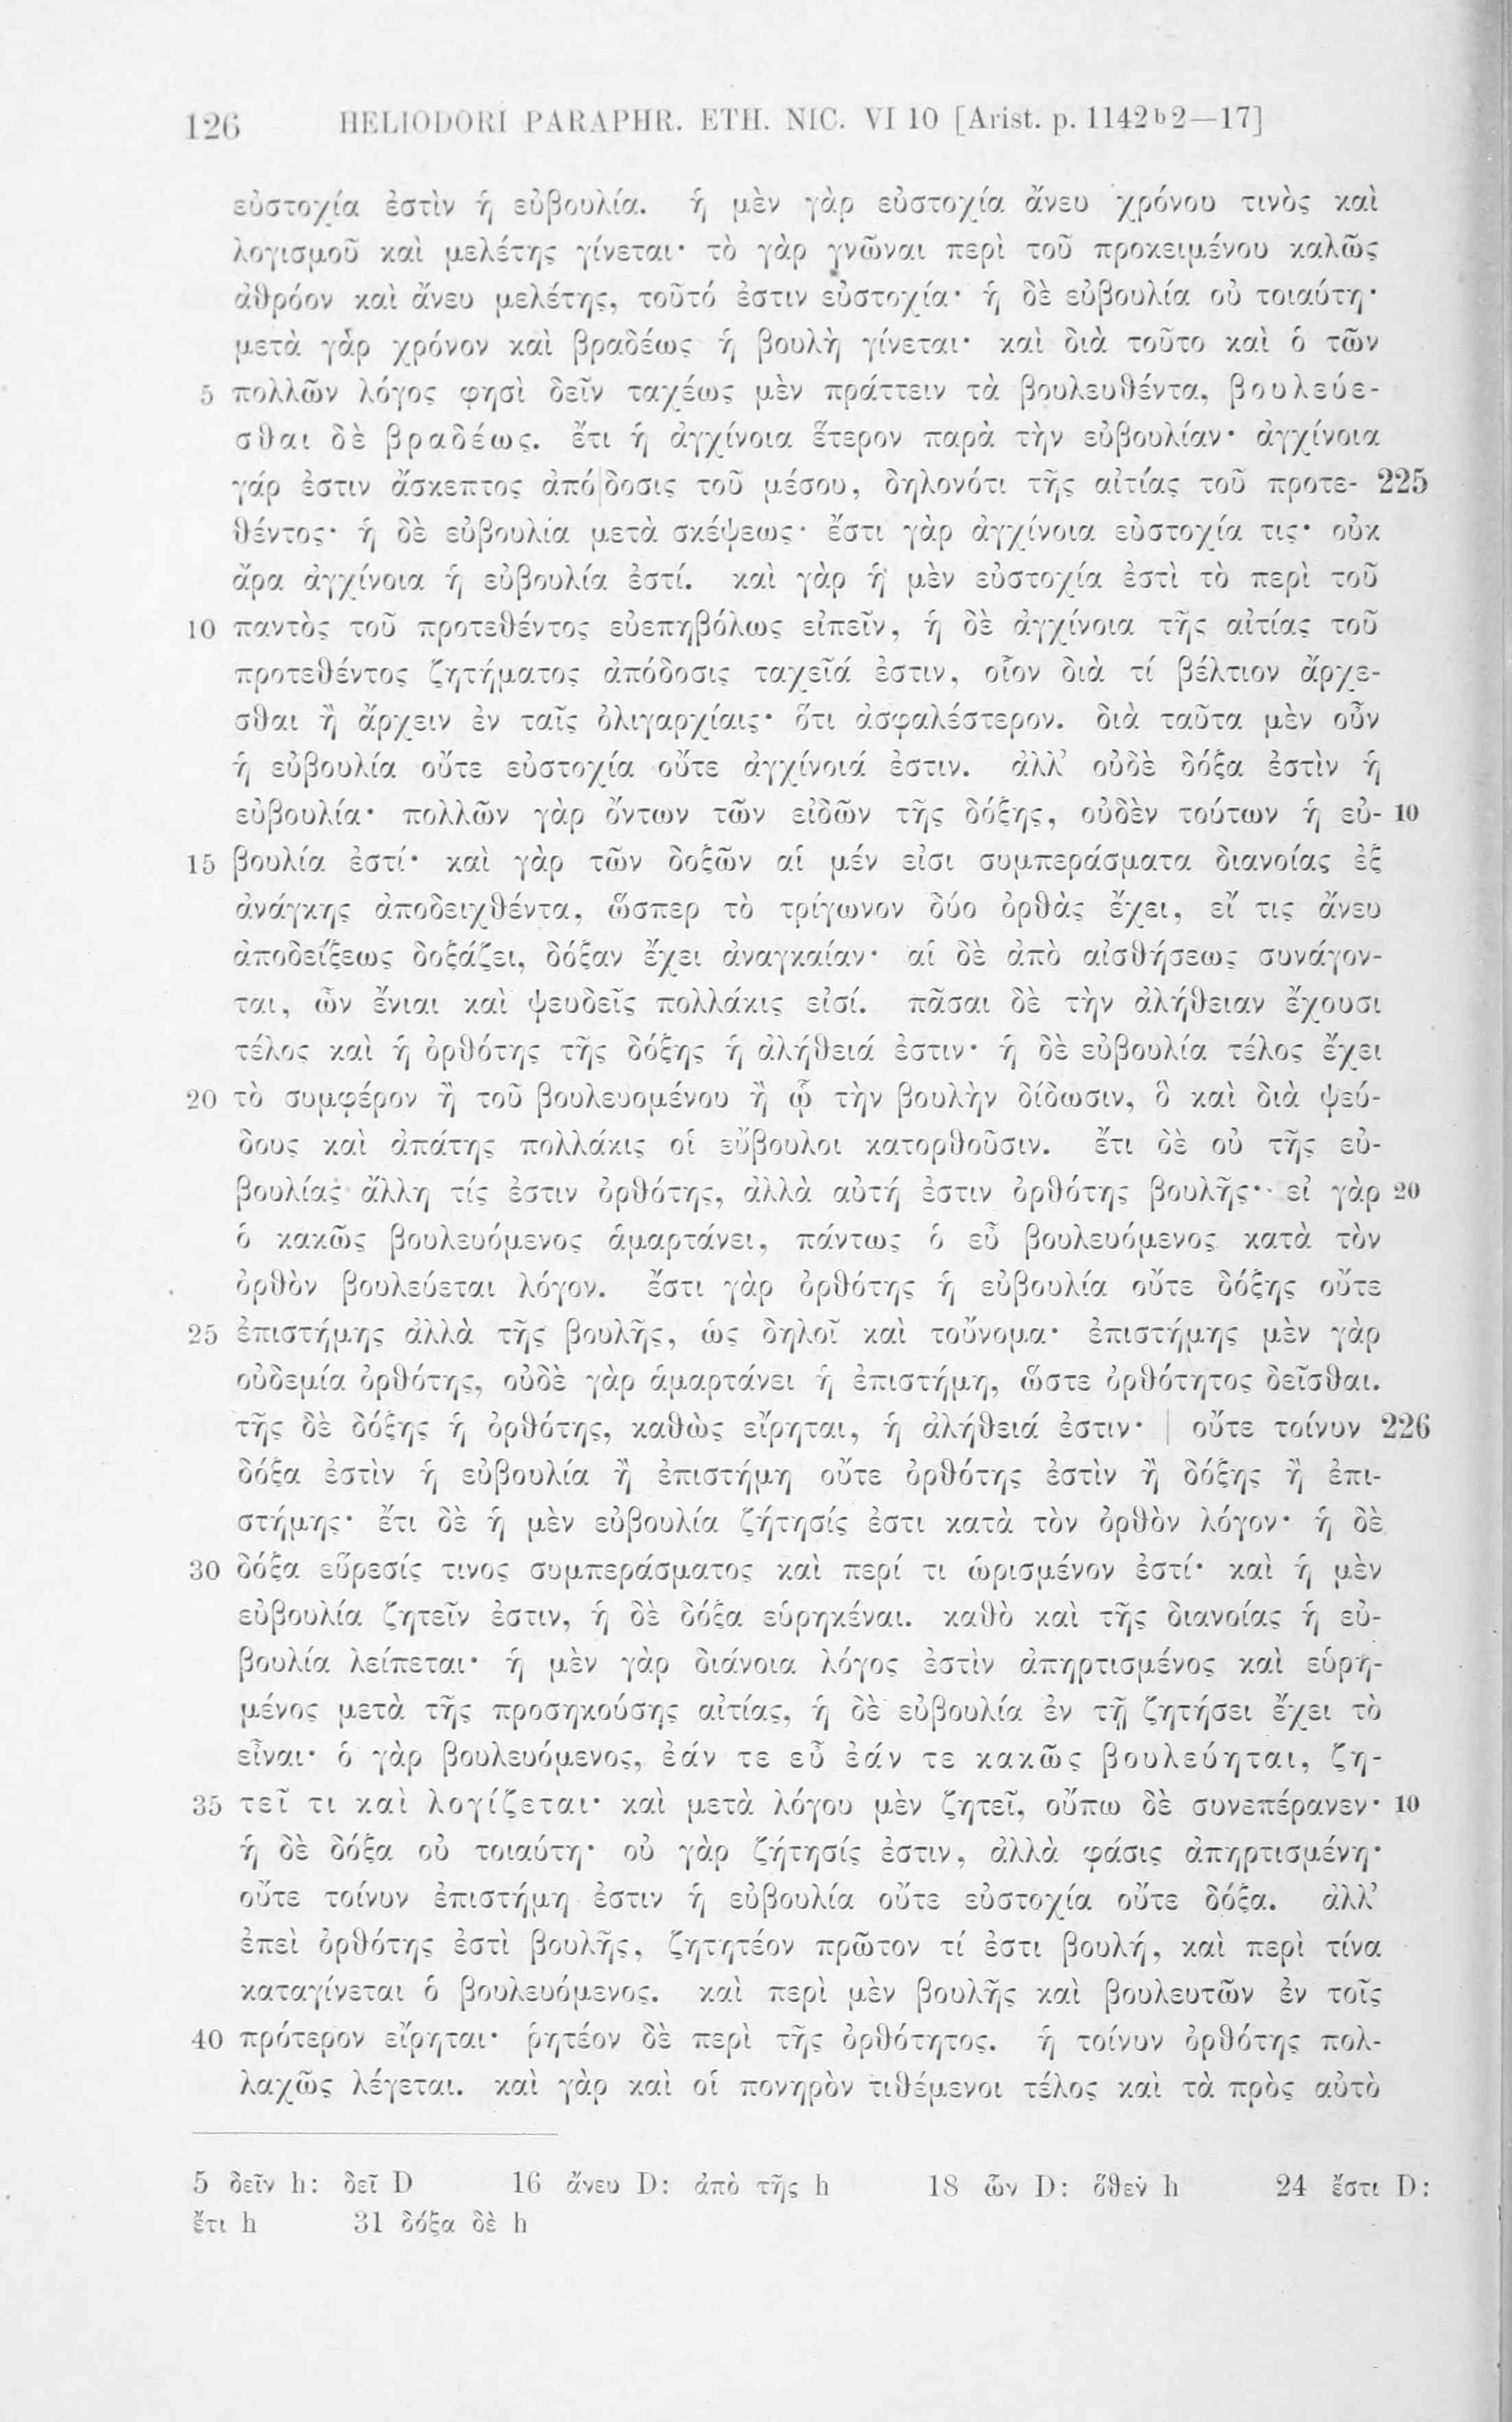 126 HELIODORI PARAPHR. ETH. NIC. VI 10 [Arist. p. 1142 b 2—17]
εὐστοχία ἐστὶν ἡ εὐβουλία. ἡ μὲν γὰρ εὐστοχία ἄνευ χρόνου τινὸς καὶ
λογισμοῦ καὶ μελέτης γίνεται· τὸ γὰρ γνῶναι περὶ τοῦ προκειμένου καλῶς
ἀθρόον καὶ ἄνευ μελέτης, τοῦτό ἐστιν εὐστοχία· ἡ δὲ εὐβουλία οὐ τοιαύτη·
μετὰ γὰρ χρόνον καὶ βραδέως ἡ βουλὴ γίνεται· καὶ διὰ τοῦτο καὶ ὁ τῶν
5 πολλῶν λόγος φησὶ δεῖν ταχέως μὲν πράττειν τὰ βουλευθέντα, βουλεύε-
σθαι δὲ βραδέως. ἔτι ἡ ἀγχίνοια ἕτερον παρὰ τὴν εὐβουλίαν· ἀγχίνοια
γάρ ἐστιν ἄσκεπτος ἀπό|δοσις τοῦ μέσου, δηλονότι τῆς αἰτίας τοῦ προτε- 225
θέντος· ἡ δὲ εὐβουλία μετὰ σκέψεως· ἔστι γὰρ ἀγχίνοια εὐστοχία τις· οὐκ
ἄρα ἀγχίνοια ἡ εὐβουλία ἐστί. καὶ γὰρ ἡ μὲν εὐστοχία ἐστὶ τὸ περὶ τοῦ
10 παντὸς τοῦ προτεθέντος εὐεπηβόλως εἰπεῖν, ἡ δὲ ἀγχίνοια τῆς αἰτίας τοῦ
προτεθέντος ζητήματος ἀπόδοσις ταχεῖά ἐστιν, οἷον διὰ τί βέλτιον ἄρχε-
σθαι ἢ ἄρχειν ἐν ταῖς ὀλιγαρχίαις· ὅτι ἀσφαλέστερον. διὰ ταῦτα μὲν οὖν
ἡ εὐβουλία οὔτε εὐστοχία οὔτε ἀγχίνοιά ἐστιν. ἀλλ’ οὐδὲ δόξα ἐστὶν ἡ
εὐβουλία· πολλῶν γὰρ ὄντων τῶν εἰδῶν τῆς δόξης, οὐδὲν τούτων ἡ εὐ- 10
15 βουλία ἐστί· καὶ γὰρ τῶν δοξῶν αἱ μέν εἰσι συμπεράσματα διανοίας ἐξ
ἀνάγκης ἀποδειχθέντα, ὥσπερ τὸ τρίγωνον δύο ὀρθὰς ἔχει, εἴ τις ἄνευ
ἀποδείξεως δοξάζει, δόξαν ἔχει ἀναγκαίαν· αἱ δὲ ἀπὸ αἰσθήσεως συνάγον-
ται, ὧν ἔνιαι καὶ ψευδεῖς πολλάκις εἰσί. πᾶσαι δὲ τὴν ἀλήθειαν ἔχουσι
τέλος καὶ ἡ ὀρθότης τῆς δόξης ἡ ἀλήθειά ἐστιν· ἡ δὲ εὐβουλία τέλος ἔχει
20 τὸ συμφέρον ἢ τοῦ βουλευομένου ἢ ᾧ τὴν βουλὴν δίδωσιν, ὃ καὶ διὰ ψεύ-
δους καὶ ἀπάτης πολλάκις οἱ εὔβουλοι κατορθοῦσιν. ἔτι δὲ οὐ τῆς εὐ-
βουλίας ἄλλη τίς ἐστιν ὀρθότης, ἀλλὰ αὐτή ἐστιν ὀρθότης βουλῆς· εἰ γὰρ 20
ὁ κακῶς βουλευόμενος ἁμαρτάνει, πάντως ὁ εὖ βουλευόμενος κατὰ τὸν
ὀρθὸν βουλεύεται λόγον. ἔστι γὰρ ὀρθότης ἡ εὐβουλία οὔτε δόξης οὔτε
25 ἐπιστήμης ἀλλὰ τῆς βουλῆς, ὡς δηλοῖ καὶ τοὔνομα· ἐπιστήμης μὲν γὰρ
οὐδεμία ὀρθότης, οὐδὲ γὰρ ἁμαρτάνει ἡ ἐπιστήμη, ὥστε ὀρθότητος δεῖσθαι.
τῆς δὲ δόξης ἡ ὀρθότης, καθὼς εἴρηται, ἡ ἀλήθειά ἐστιν· | οὔτε τοίνυν 226
δόξα ἐστὶν ἡ εὐβουλία ἢ ἐπιστήμη οὔτε ὀρθότης ἐστὶν ἢ δόξης ἢ ἐπι-
στήμης· ἔτι δὲ ἡ μὲν εὐβουλία ζήτησίς ἐστι κατὰ τὸν ὀρθὸν λόγον· ἡ δὲ
30 δόξα εὕρεσίς τινος συμπεράσματος καὶ περί τι ὡρισμένον ἐστί· καὶ ἡ μὲν
εὐβουλία ζητεῖν ἐστιν, ἡ δὲ δόξα εὑρηκέναι. καθὸ καὶ τῆς διανοίας ἡ εὐ-
βουλία λείπεται· ἡ μὲν γὰρ διάνοια λόγος ἐστὶν ἀπηρτισμένος καὶ εὑρη-
μένος μετὰ τῆς προσηκούσης αἰτίας, ἡ δὲ εὐβουλία ἐν τῇ ζητήσει ἔχει τὸ
εἶναι· ὁ γὰρ βουλευόμενος, ἐάν τε εὖ ἐάν τε κακῶς βουλεύηται, ζη-
35 τεῖ τι καὶ λογίζεται· καὶ μετὰ λόγου μὲν ζητεῖ, οὔπω δὲ συνεπέρανεν· 10
ἡ δὲ δόξα οὐ τοιαύτη· οὐ γὰρ ζήτησίς ἐστιν, ἀλλὰ φάσις ἀπηρτισμένη·
οὔτε τοίνυν ἐπιστήμη ἐστιν ἡ εὐβουλία οὔτε εὐστοχία οὔτε δόξα. ἀλλ’
ἐπεὶ ὀρθότης ἐστὶ βουλῆς, ζητητέον πρῶτον τί ἐστι βουλή, καὶ περὶ τίνα
καταγίνεται ὁ βουλευόμενος. καὶ περὶ μὲν βουλῆς καὶ βουλευτῶν ἐν τοῖς
40 πρότερον εἴρηται· ῥητέον δὲ περὶ τῆς ὀρθότητος. ἡ τοίνυν ὀρθότης πολ-
λαχῶς λέγεται. καὶ γὰρ καὶ οἱ πονηρὸν τιθέμενοι τέλος καὶ τὰ πρὸς αὐτὸ
5 δεῖν h: δεῖ D 16 ἄνευ D: ἀπὸ τῆς h 18 ὧν D: ὅθεν h 24 ἔστι D:
ἔτι h 31 δόξα δὲ h